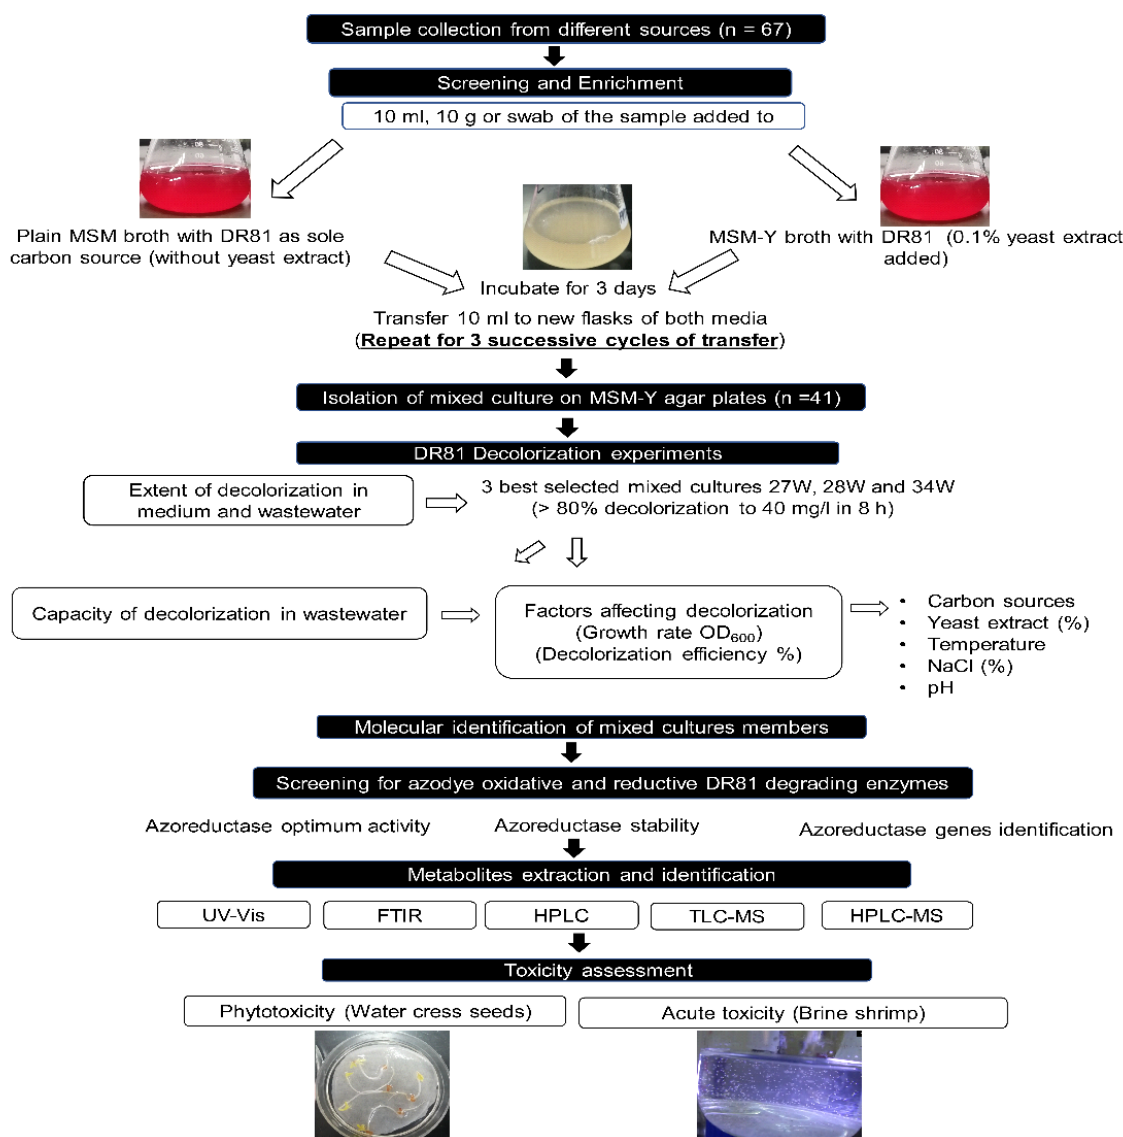 Sample collection from different sources (n = 67)
Screening and Enrichment
10 ml, 10 g or swab of the sample added to
Plain MSM broth with DR81 as sole
carbon source (without yeast extract)
MSM-Y broth with DR81 (0.1% yeast extract
added)
Incubate for 3 days
Transfer 10 ml to new flasks of both media
(Repeat for 3 successive cycles of transfer)
Isolation of mixed culture on MSM-Y agar plates (n =41)
DR81 Decolorization experiments
Extent of decolorization in
medium and wastewater
3 best selected mixed cultures 27W, 28W and 34W
(> 80% decolorization to 40 mg/l in 8 h)
Capacity of decolorization in wastewater
Factors affecting decolorization
(Growth rate OD600)
(Decolorization efficiency %)
• Carbon sources
• Yeast extract (%)
• Temperature
• NaCl (%)
• pH
Molecular identification of mixed cultures members
Screening for azodye oxidative and reductive DR81 degrading enzymes
Azoreductase optimum activity
Azoreductase stability
Azoreductase genes identification
Metabolites extraction and identification
UV-Vis
FTIR
HPLC
TLC-MS
HPLC-MS
Toxicity assessment
Phytotoxicity (Water cress seeds)
Acute toxicity (Brine shrimp)